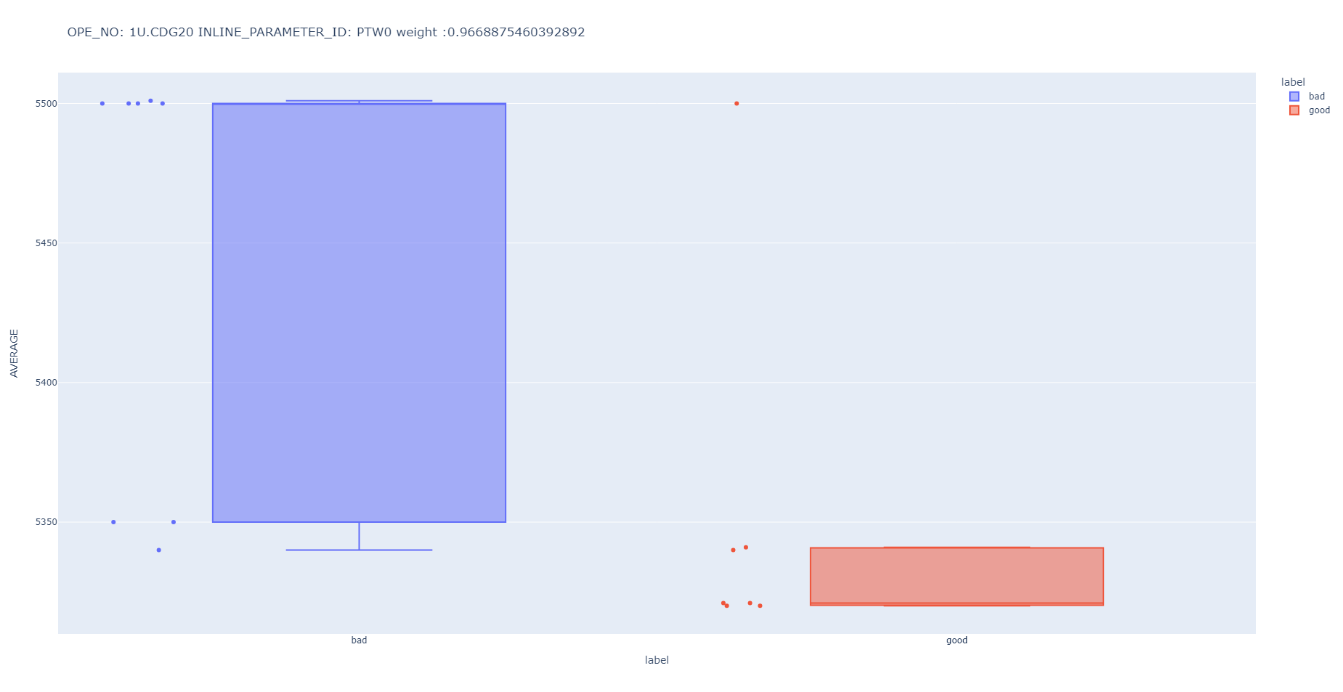 OPE_NO: 1U.CDG20 INLINE_PARAMETER_ID: PTW0 weight :0.9668875460392892
label
bad
good
5500
5450
5400
5350
AVERAGE
bad
good
label